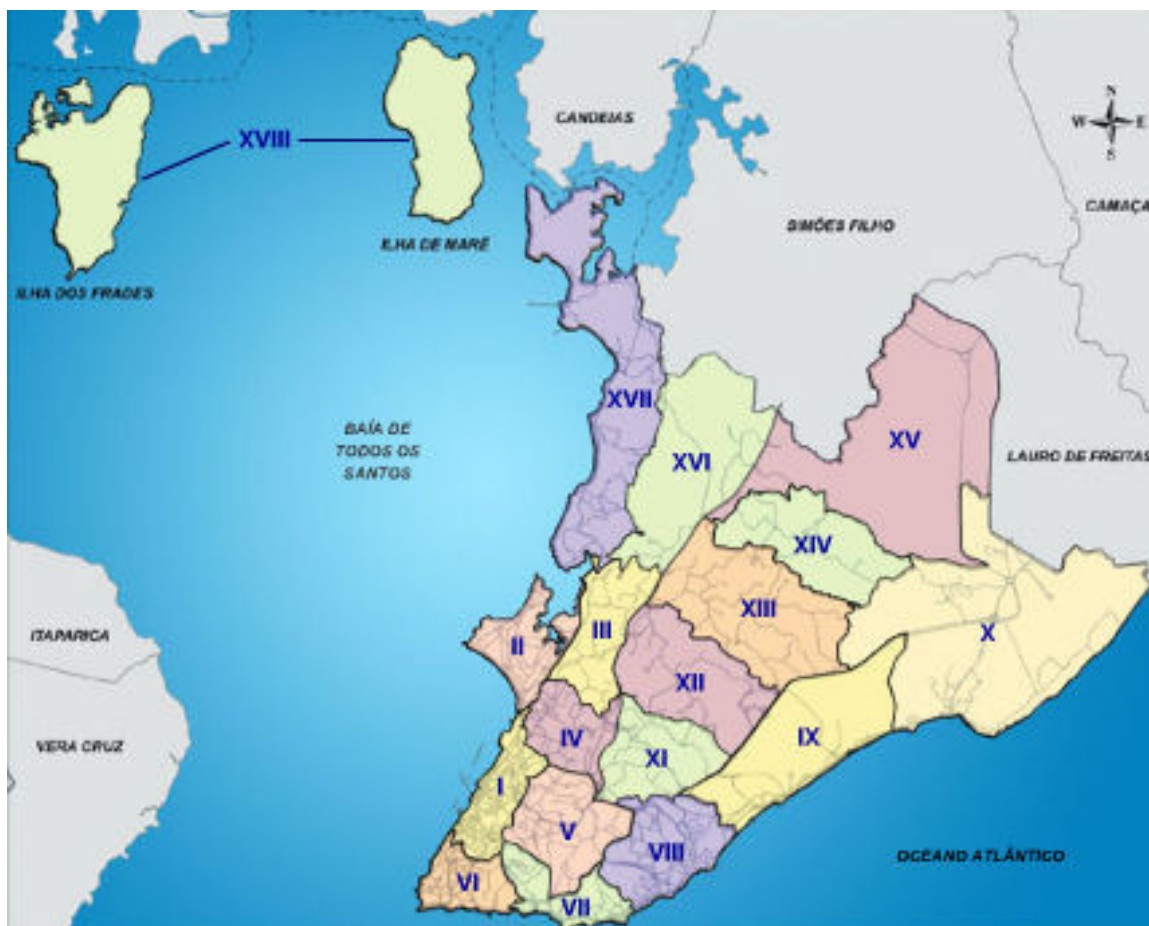 N
W E
S
CANDEIAS
XVIII
SIMÕES FILHO
CAMAÇA
ILHA DE MARÉ
ILHA DOS FRADES
BAÍA DE
TODOS OS
SANTOS
XVII
XVI
XV
LAURO DE FREITAS
XIV
XIII
ITAPARICA
II
III
X
XII
VERA CRUZ
IV
XI
IX
I
V
VIII
OCEANO ATLÂNTICO
VI
VII